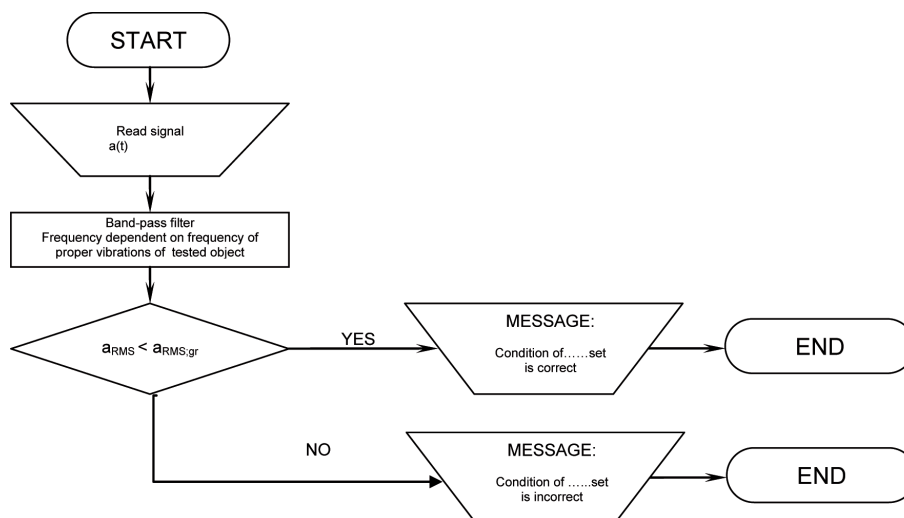 START
Read signal
a(t)
Band-pass filter
Frequency dependent on frequency of
proper vibrations of tested object
aRMS < aRMS;gr
YES
MESSAGE:
Condition of......set
is correct
END
NO
MESSAGE:
Condition of ......set
is incorrect
END